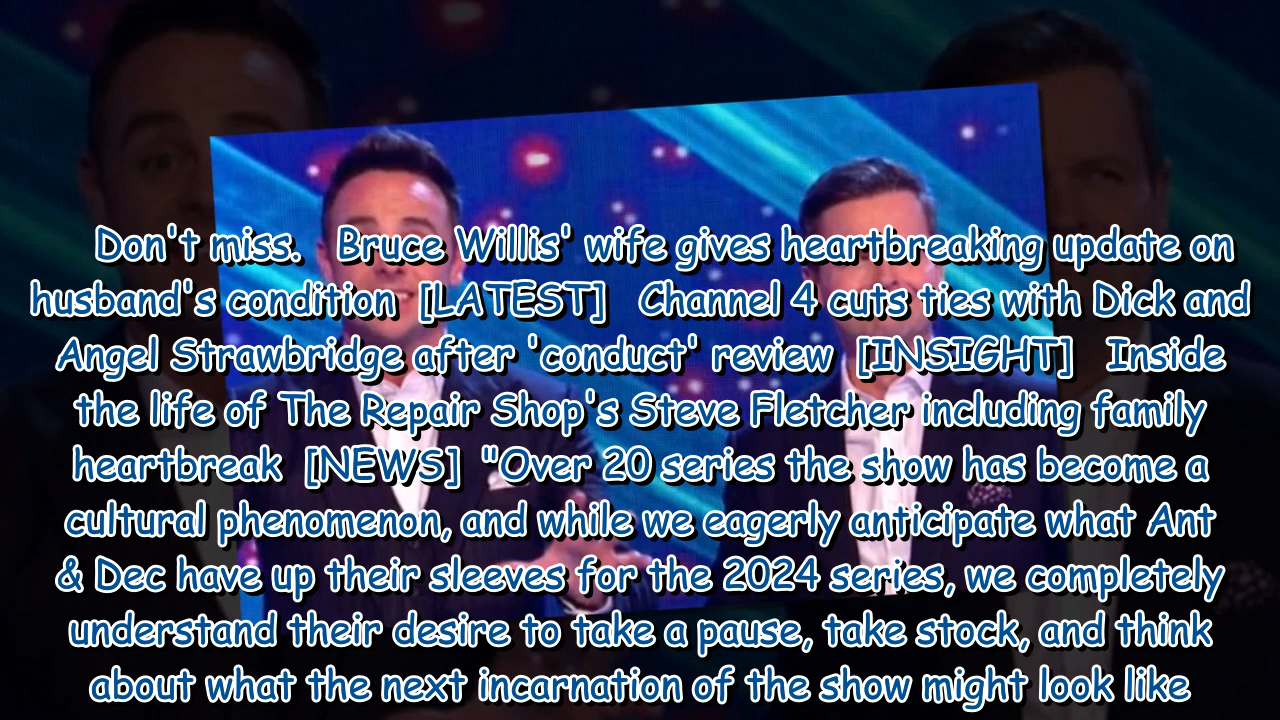 Don't miss. Bruce Willis' wife gives heartbreaking update on
husband's condition [LATEST] Channel 4 cuts ties with Dick and
Angel Strawbridge after 'conduct' review [INSIGHT] Inside
the life of The Repair Shop's Steve Fletcher including family
heartbreak [NEWS] "Over 20 series the show has become a
cultural phenomenon, and while we eagerly anticipate what Ant
& Dec have up their sleeves for the 2024 series, we completely
understand their desire to take a pause, take stock, and think
about what the next incarnation of the show might look like